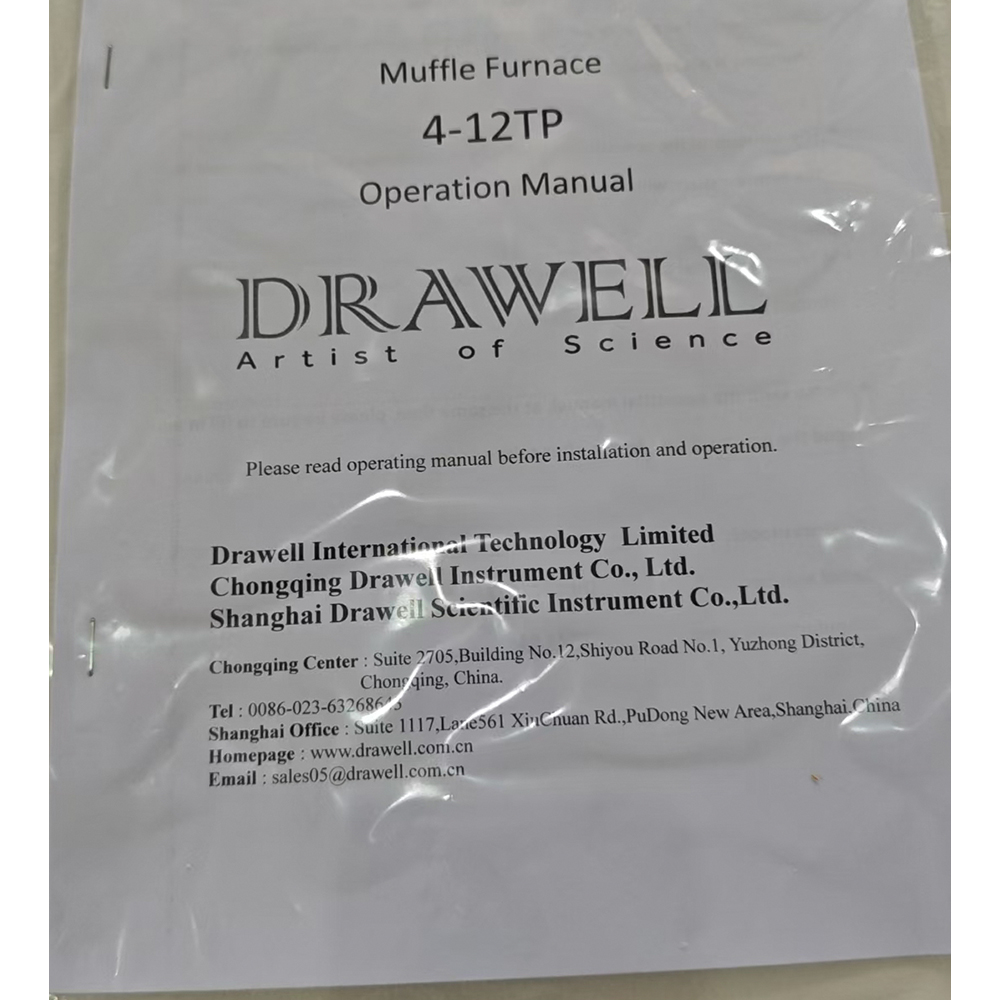 Muffle Furnace
4-12TP
Operation Manual
DRAWELL
Artist of Science
Please read operating manual before installation and operation.
Drawell International Technology Limited
Chongqing Drawell Instrument Co., Ltd.
Shanghai Drawell Scientific Instrument Co.,Ltd.
Chongqing Center : Suite 2705,Building No.12,Shiyou Road No.1, Yuzhong District,
Chongqing, China.
Tel :
Shanghai Office : Suite 1117,Lane561 XiuChuan Rd.,PuDong New Area,Shanghai,China
Homepage : www.drawell.com.cn
Email : sales05@drawell.com.cn